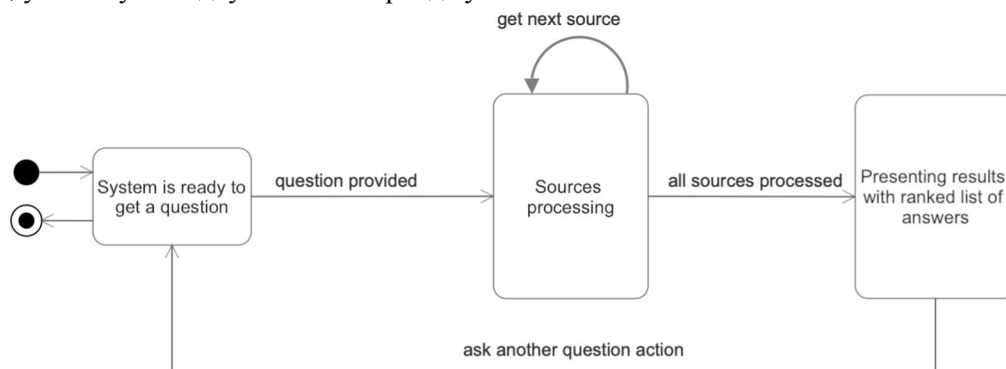 get next source
System is ready to
get a question
question provided
Sources
processing
all sources processed
Presenting results
with ranked list of
answers
ask another question action